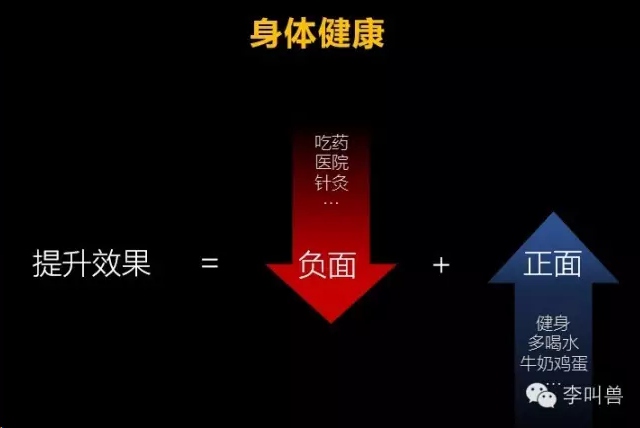 身体健康
吃药
医院
针灸
…
提升效果 = 负面 + 正面
健身
多喝水
牛奶鸡蛋
…
李叫兽